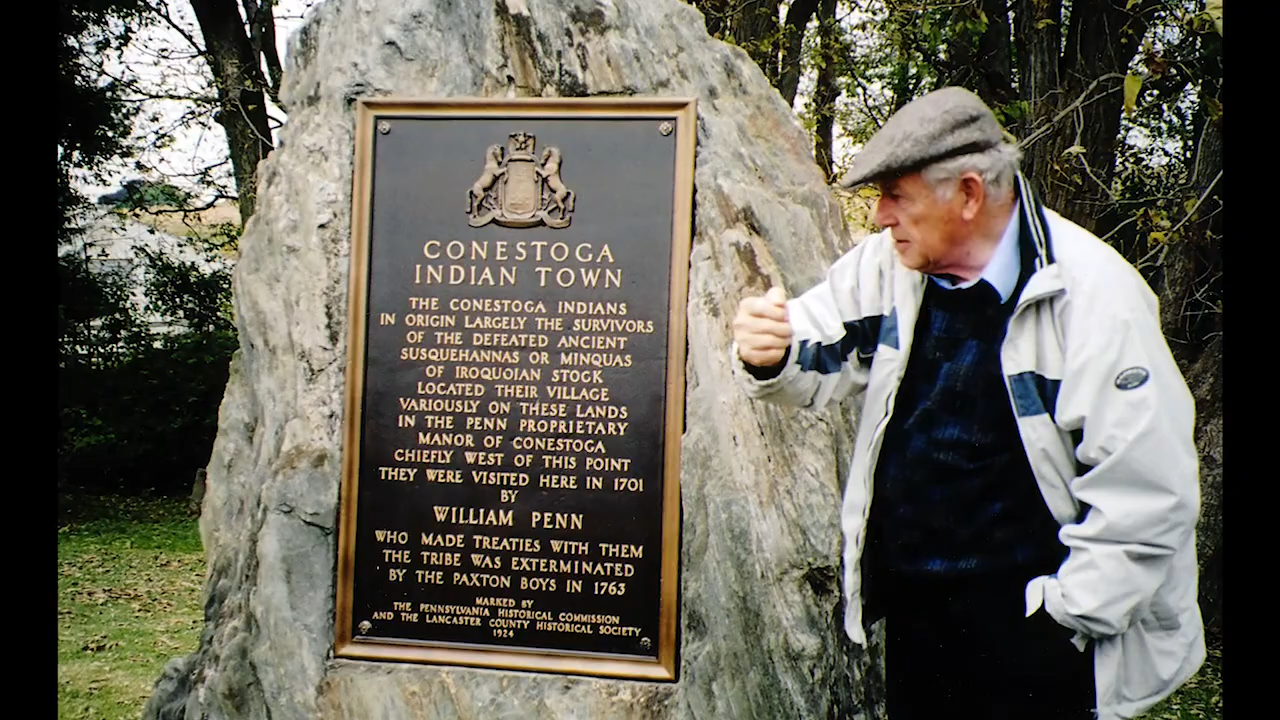 CONESTOGA
INDIAN TOWN
THE CONESTOGA INDIANS
IN ORIGIN LARGELY THE SURVIVORS
OF THE DEFEATED ANCIENT
SUSQUEHANNAS OR MINQUAS
OF IROQUOIAN STOCK
LOCATED THEIR VILLAGE
VARIOUSLY ON THESE LANDS
IN THE PENN PROPRIETARY
MANOR OF CONESTOGA
CHIEFLY WEST OF THIS POINT
THEY WERE VISITED HERE IN 1701
BY
WILLIAM PENN
WHO MADE TREATIES WITH THEM
THE TRIBE WAS EXTERMINATED
BY THE PAXTON BOYS IN 1763
MARKED BY
THE PENNSYLVANIA HISTORICAL COMMISSION
AND THE LANCASTER COUNTY HISTORICAL SOCIETY
1924